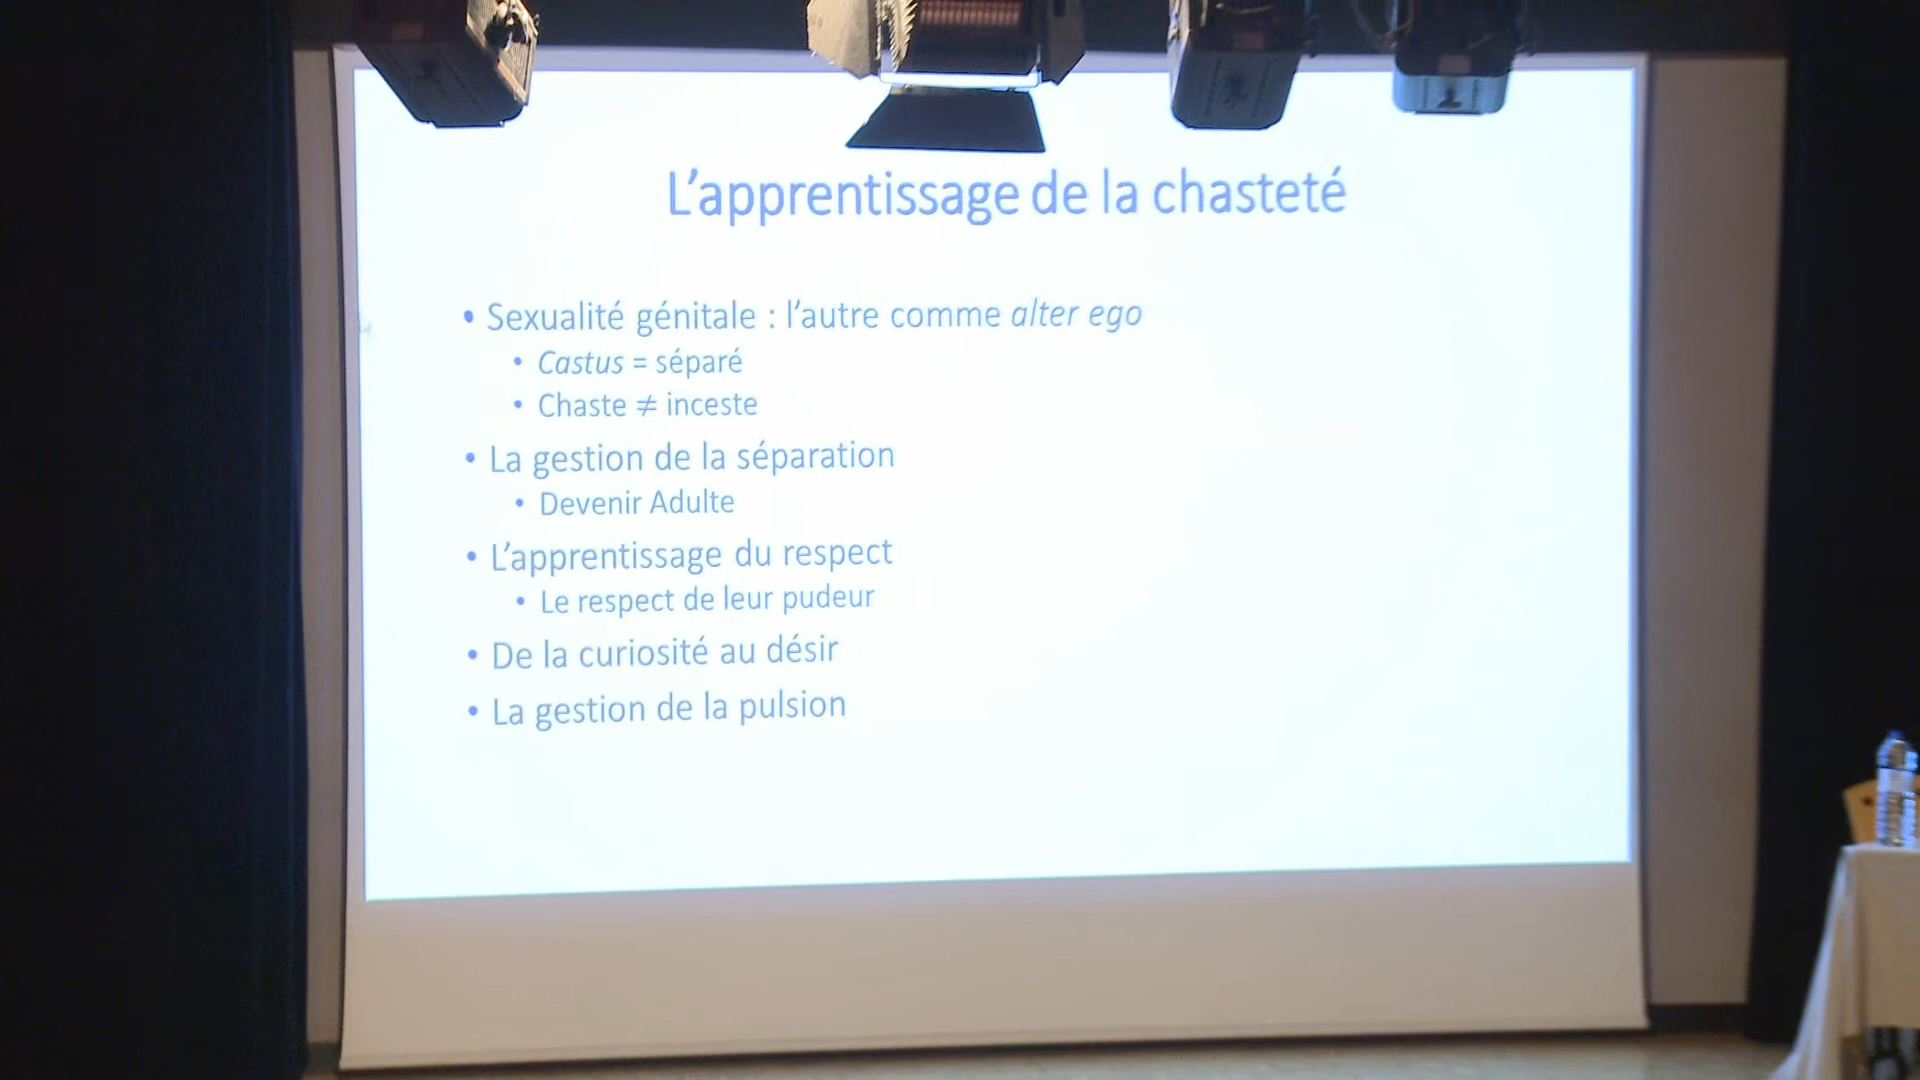 L'apprentissage de la chasteté
• Sexualité génitale : l'autre comme alter ego
• Castus = séparé
• Chaste ≠ inceste
• La gestion de la séparation
• Devenir Adulte
• L'apprentissage du respect
• Le respect de leur pudeur
• De la curiosité au désir
• La gestion de la pulsion